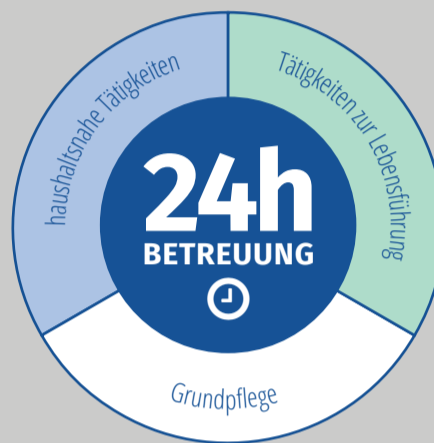 haushaltsnahe Tätigkeiten
Tätigkeiten zur Lebensführung
24h
BETREUUNG
Grundpflege